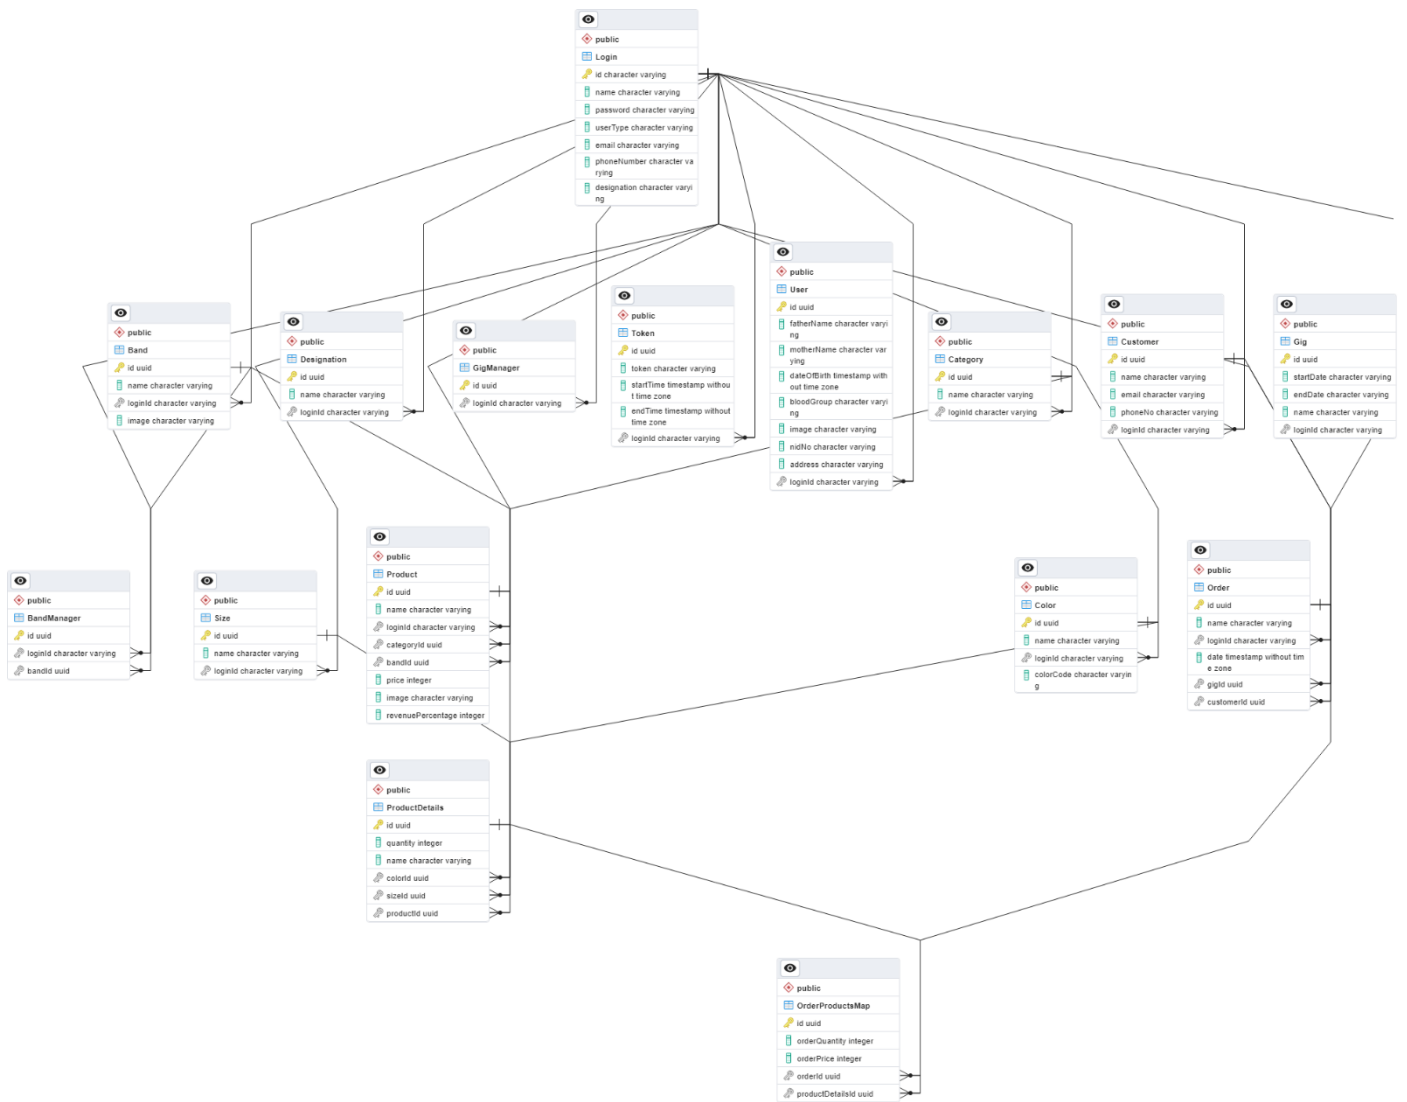 public
Login
id character varying
name character varying
password character varying
userType character varying
email character varying
phoneNumber character va
rying
designation character varyi
ng
public
Band
id uuid
name character varying
loginId character varying
image character varying
public
Designation
id uuid
name character varying
loginId character varying
public
GigManager
id uuid
loginId character varying
public
Token
id uuid
token character varying
startTime timestamp withou
t time zone
endTime timestamp without
time zone
loginId character varying
public
User
id uuid
fatherName character varyi
ng
motherName character var
ying
dateOfBirth timestamp with
out time zone
bloodGroup character varyi
ng
image character varying
nidNo character varying
address character varying
loginId character varying
public
Category
id uuid
name character varying
loginId character varying
public
Customer
id uuid
name character varying
email character varying
phoneNo character varying
loginId character varying
public
Gig
id uuid
startDate character varying
endDate character varying
name character varying
loginId character varying
public
BandManager
id uuid
loginId character varying
bandId uuid
public
Size
id uuid
name character varying
loginId character varying
public
Product
id uuid
name character varying
loginId character varying
categoryId uuid
bandId uuid
price integer
image character varying
revenuePercentage integer
public
Color
id uuid
name character varying
loginId character varying
colorCode character varyin
g
public
Order
id uuid
name character varying
loginId character varying
date timestamp without tim
e zone
gigId uuid
customerId uuid
public
ProductDetails
id uuid
quantity integer
name character varying
colorId uuid
sizeId uuid
productId uuid
public
OrderProductsMap
id uuid
orderQuantity integer
orderPrice integer
orderId uuid
productDetailsId uuid